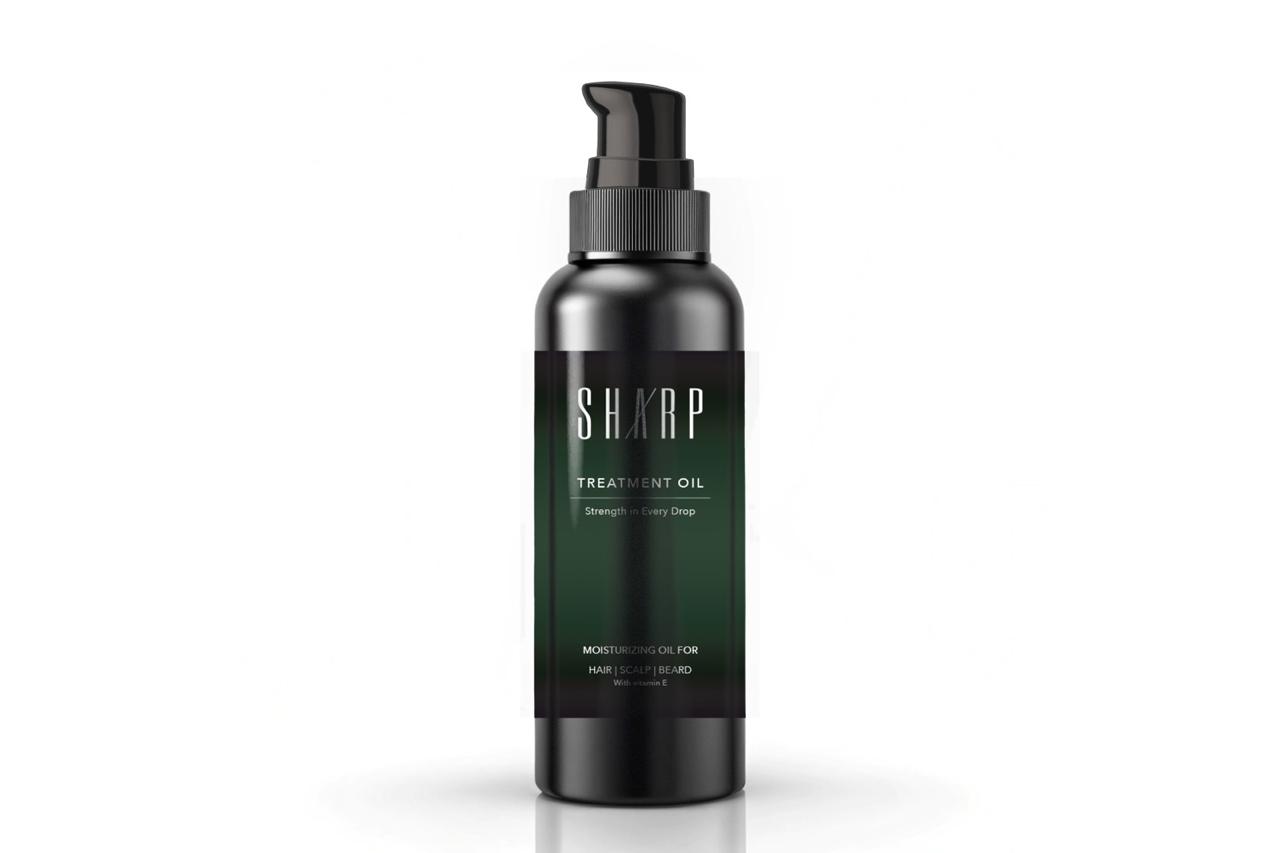 SHARP
TREATMENT OIL
Strength in Every Drop
MOISTURIZING OIL FOR
HAIR | SCALP | BEARD
With vitamin E